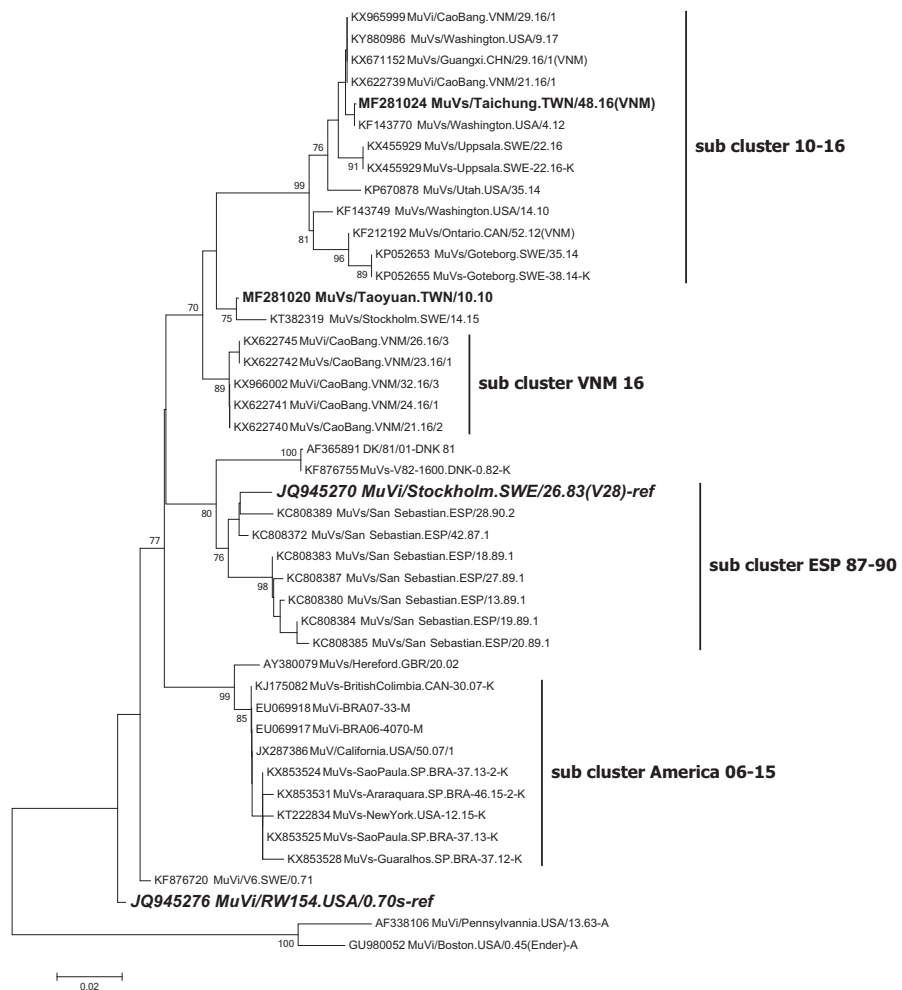 KX965999 MuVi/CaoBang.VNM/29.16/1
KY880986 MuVs/Washington.USA/9.17
KX671152 MuVs/Guangxi.CHN/29.16/1(VNM)
KX622739 MuVi/CaoBang.VNM/21.16/1
MF281024 MuVs/Taichung.TWN/48.16(VNM)
KF143770 MuVs/Washington.USA/4.12
sub cluster 10-16
KX455929 MuVs/Uppsala.SWE/22.16
76
91 KX455929 MuVs-Uppsala.SWE-22.16-K
KP670878 MuVs/Utah.USA/35.14
99
KF143749 MuVs/Washington.USA/14.10
81
KF212192 MuVs/Ontario.CAN/52.12(VNM)
96
KP052653 MuVs/Goteborg.SWE/35.14
89 KP052655 MuVs-Goteborg.SWE-38.14-K
MF281020 MuVs/Taoyuan.TWN/10.10
70
75 KT382319 MuVs/Stockholm.SWE/14.15
KX622745 MuVi/CaoBang.VNM/26.16/3
KX622742 MuVs/CaoBang.VNM/23.16/1
89 KX966002 MuVi/CaoBang.VNM/32.16/3
sub cluster VNM 16
KX622741 MuVi/CaoBang.VNM/24.16/1
KX622740 MuVs/CaoBang.VNM/21.16/2
100 AF365891 DK/81/01-DNK 81
KF876755 MuVs-V82-1600.DNK-0.82-K
JQ945270 MuVi/Stockholm.SWE/26.83(V28)-ref
80
KC808389 MuVs/San Sebastian.ESP/28.90.2
77
76 KC808372 MuVs/San Sebastian.ESP/42.87.1
KC808383 MuVs/San Sebastian.ESP/18.89.1
sub cluster ESP 87-90
98 KC808387 MuVs/San Sebastian.ESP/27.89.1
KC808380 MuVs/San Sebastian.ESP/13.89.1
KC808384 MuVs/San Sebastian.ESP/19.89.1
KC808385 MuVs/San Sebastian.ESP/20.89.1
AY380079 MuVs/Hereford.GBR/20.02
99
KJ175082 MuVs-BritishColimbia.CAN-30.07-K
85 EU069918 MuVi-BRA07-33-M
EU069917 MuVi-BRA06-4070-M
JX287386 MuV/California.USA/50.07/1
KX853524 MuVs-SaoPaula.SP.BRA-37.13-2-K
sub cluster America 06-15
KX853531 MuVs-Araraquara.SP.BRA-46.15-2-K
KT222834 MuVs-NewYork.USA-12.15-K
KX853525 MuVs-SaoPaula.SP.BRA-37.13-K
KX853528 MuVs-Guaralhos.SP.BRA-37.12-K
KF876720 MuVi/V6.SWE/0.71
JQ945276 MuVi/RW154.USA/0.70s-ref
AF338106 MuVi/Pennsylvannia.USA/13.63-A
100
GU980052 MuVi/Boston.USA/0.45(Ender)-A
0.02